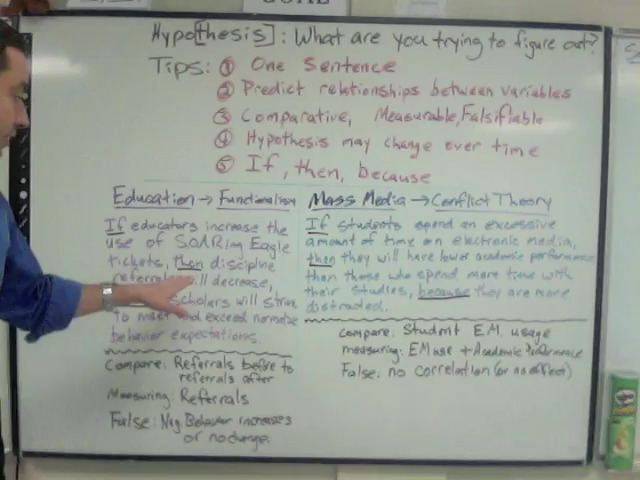 Hypo[thesis]: What are you trying to figure out?
Tips: ① One Sentence
② Predict relationships between variables
③ Comparative, Measurable, Falsifiable
④ Hypothesis may change over time
⑤ If, then, because
Education → Functionalism
If educators increase the
use of SOARing Eagle
tickets, then discipline
will decrease,
scholars will strive
to meet and exceed normative
behavior expectations.
Compare: Referrals before to
referrals after
Measuring: Referrals
False: Neg. Behavior increases
or no change.
Mass Media → Conflict Theory
If students spend an excessive
amount of time on electronic media,
then they will have lower academic performance
than those who spend more time with
their studies, because they are more
distracted.
compare: Student E.M. usage
measuring: EM use + Academic Performance
False: no correlation (or no effect)